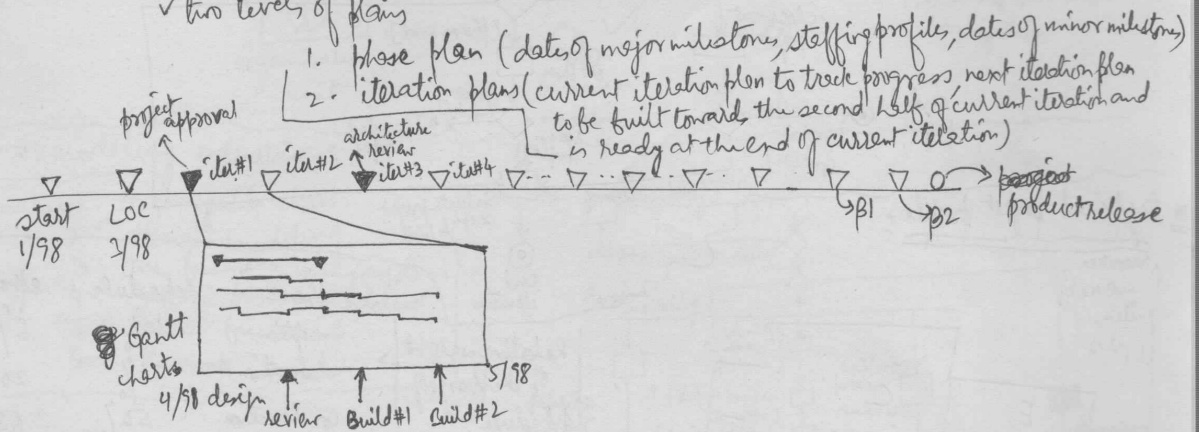 ✓ two levels of plans
1. phase plan (dates of major milestones, staffing profiles, dates of minor milestones)
2. iteration plans (current iteration plan to track progress, next iteration plan
to be built towards the second half of current iteration and
is ready at the end of current iteration)
project approval
architecture review
iter#1 iter#2 iter#3 iter#4
start
1/98
LOC
3/98
β1
β2
product release
Gantt
charts
4/98
5/98
design review
Build#1
Build#2